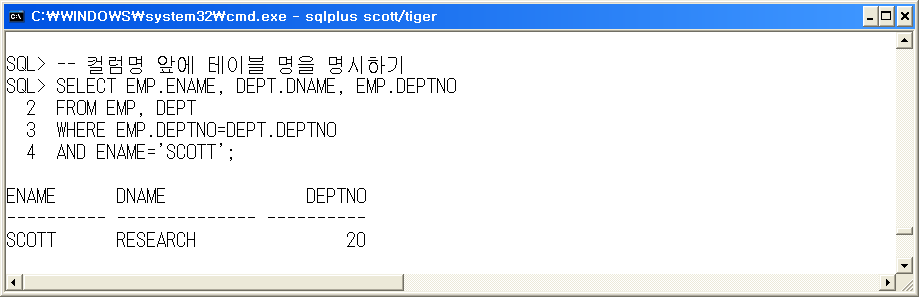 C:\WINDOWS\system32\cmd.exe - sqlplus scott/tiger
SQL> -- 컬럼명 앞에 테이블 명을 명시하기
SQL> SELECT EMP.ENAME, DEPT.DNAME, EMP.DEPTNO
2 FROM EMP, DEPT
3 WHERE EMP.DEPTNO=DEPT.DEPTNO
4 AND ENAME='SCOTT';
ENAME DNAME DEPTNO
---------- -------------- ----------
SCOTT RESEARCH 20